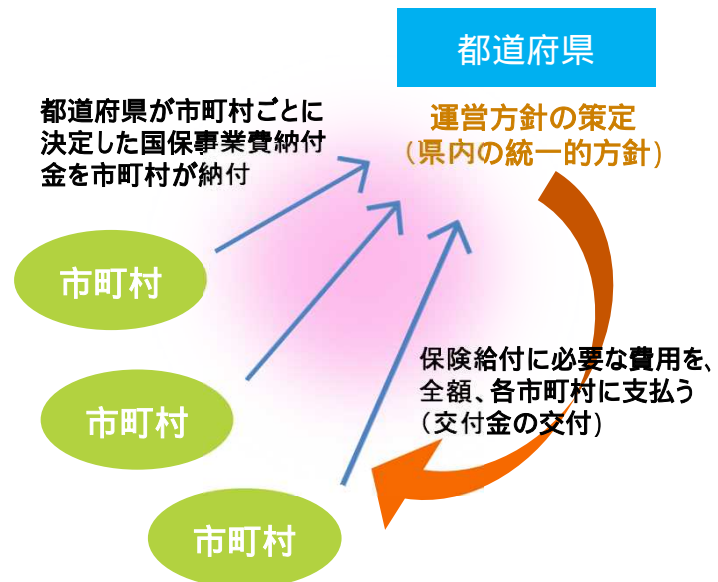 都道府県
運営方針の策定
（県内の統一的方針）
都道府県が市町村ごとに
決定した国保事業費納付
金を市町村が納付
市町村
市町村
市町村
保険給付に必要な費用を、
全額、各市町村に支払う
（交付金の交付）